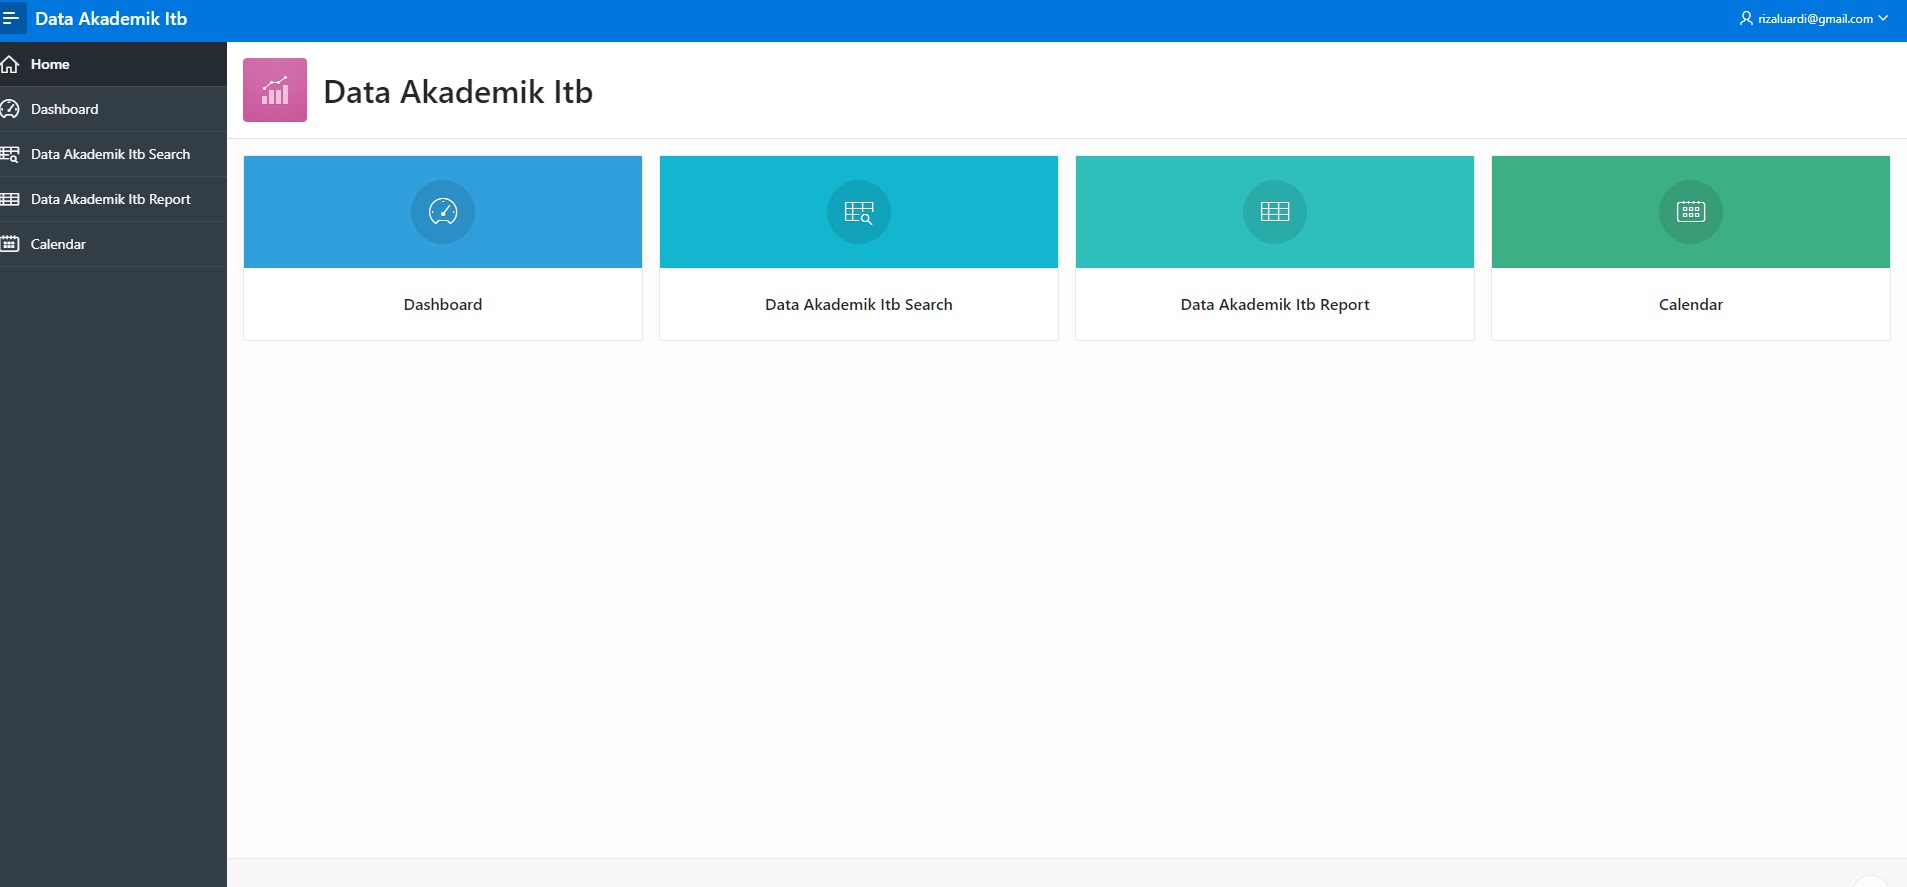 Data Akademik Itb
rizaluardi@gmail.com
Home
Dashboard
Data Akademik Itb Search
Data Akademik Itb Report
Calendar
Data Akademik Itb
Dashboard
Data Akademik Itb Search
Data Akademik Itb Report
Calendar